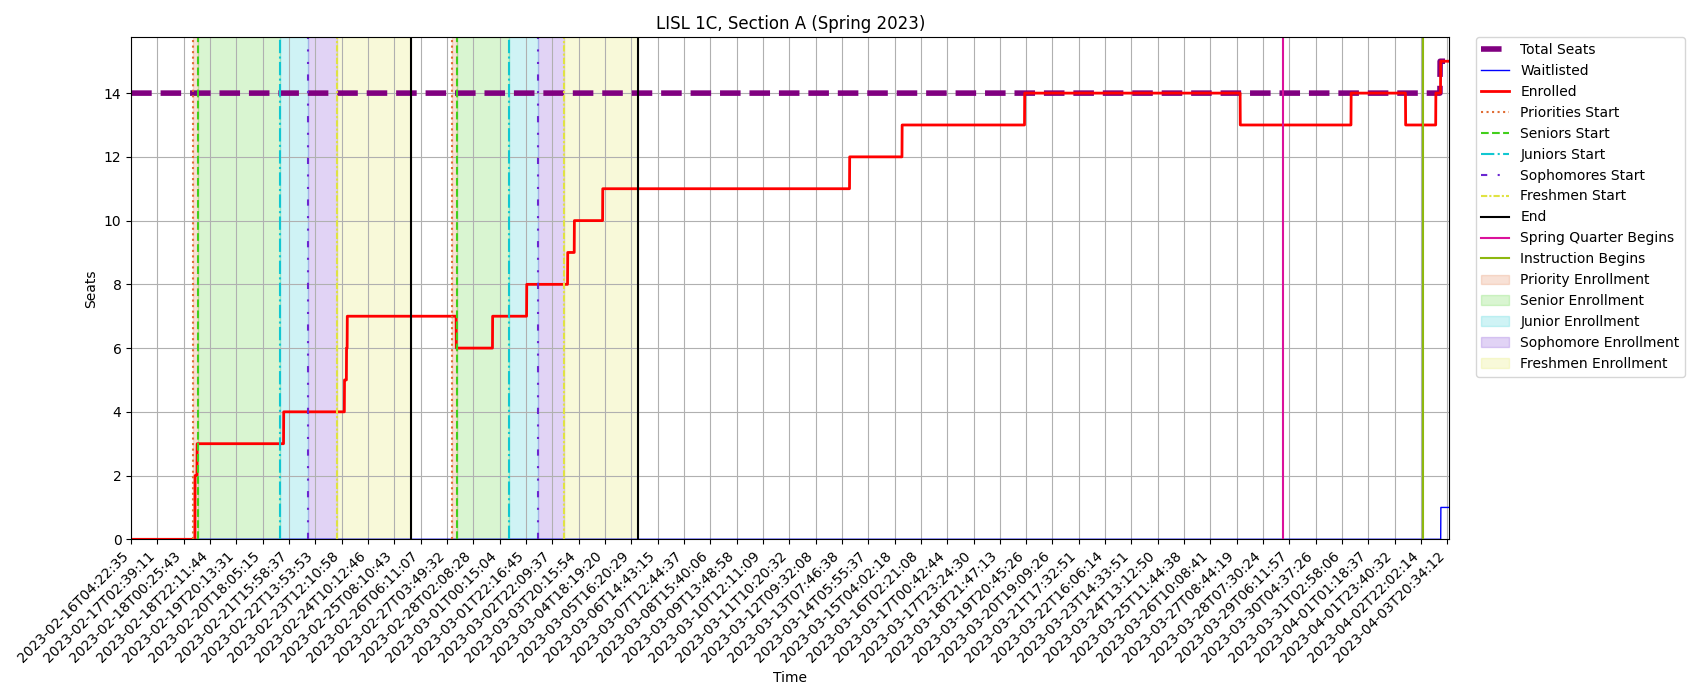 LISL 1C, Section A (Spring 2023)
Seats
14
12
10
8
6
4
2
0
2023-02-16T04:22:35
2023-02-17T02:39:11
2023-02-18T00:25:43
2023-02-18T22:11:44
2023-02-19T20:13:31
2023-02-20T18:05:15
2023-02-21T15:58:37
2023-02-22T13:53:53
2023-02-23T12:10:58
2023-02-24T10:12:46
2023-02-25T08:10:43
2023-02-26T06:11:07
2023-02-27T03:49:32
2023-02-28T02:08:28
2023-03-01T00:15:04
2023-03-01T22:16:45
2023-03-02T22:09:37
2023-03-03T20:15:54
2023-03-04T18:19:20
2023-03-05T16:20:29
2023-03-06T14:43:15
2023-03-07T12:44:37
2023-03-08T15:40:06
2023-03-09T13:48:58
2023-03-10T12:11:09
2023-03-11T10:20:32
2023-03-12T09:32:08
2023-03-13T07:46:38
2023-03-14T05:55:37
2023-03-15T04:02:18
2023-03-16T02:21:08
2023-03-17T00:42:44
2023-03-17T23:24:30
2023-03-18T21:47:13
2023-03-19T20:45:26
2023-03-20T19:09:26
2023-03-21T17:32:51
2023-03-22T16:06:14
2023-03-23T14:33:51
2023-03-24T13:12:50
2023-03-25T11:44:38
2023-03-26T10:08:41
2023-03-27T08:44:19
2023-03-28T07:30:24
2023-03-29T06:11:57
2023-03-30T04:37:26
2023-03-31T02:58:06
2023-04-01T01:18:37
2023-04-01T23:40:32
2023-04-02T22:02:14
2023-04-03T20:34:12
Time
Total Seats
Waitlisted
Enrolled
Priorities Start
Seniors Start
Juniors Start
Sophomores Start
Freshmen Start
End
Spring Quarter Begins
Instruction Begins
Priority Enrollment
Senior Enrollment
Junior Enrollment
Sophomore Enrollment
Freshmen Enrollment